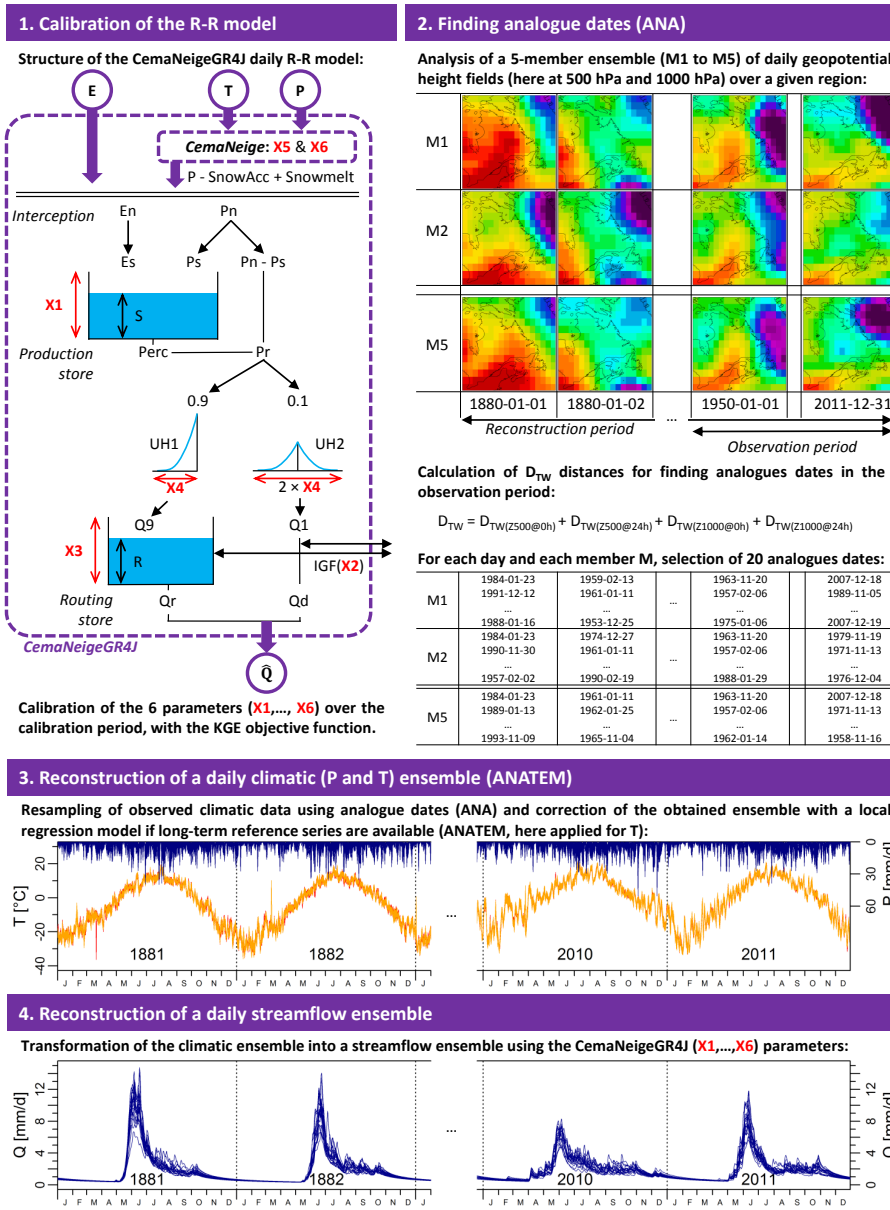 1. Calibration of the R-R model
Structure of the CemaNeigeGR4J daily R-R model:
E
T
P
CemaNeige: X5 & X6
P - SnowAcc + Snowmelt
Interception
En
Pn
Es
Ps
Pn - Ps
X1
S
Production
store
Perc
Pr
0.9
0.1
UH1
UH2
X4
2 × X4
Q9
Q1
X3
R
IGF(X2)
Routing
store
Qr
Qd
CemaNeigeGR4J
Q̂
Calibration of the 6 parameters (X1,..., X6) over the
calibration period, with the KGE objective function.
2. Finding analogue dates (ANA)
Analysis of a 5-member ensemble (M1 to M5) of daily geopotential
height fields (here at 500 hPa and 1000 hPa) over a given region:
M1
M2
M5
1880-01-01 1880-01-02 1950-01-01 2011-12-31
Reconstruction period
...
Observation period
Calculation of DTW distances for finding analogues dates in the
observation period:
DTW = DTW(Z500@0h) + DTW(Z500@24h) + DTW(Z1000@0h) + DTW(Z1000@24h)
For each day and each member M, selection of 20 analogues dates:
1984-01-23 1959-02-13 1963-11-20 2007-12-18
M1 1991-12-12 1961-01-11 ... 1957-02-06 1989-11-05
... ... ... ...
1988-01-16 1953-12-25 1975-01-06 2007-12-19
1984-01-23 1974-12-27 1963-11-20 1979-11-19
M2 1990-11-30 1961-01-11 ... 1957-02-06 1971-11-13
... ... ... ...
1957-02-02 1990-02-19 1988-01-29 1976-12-04
1984-01-23 1961-01-11 1963-11-20 2007-12-18
M5 1989-01-13 1962-01-25 ... 1957-02-06 1971-11-13
... ... ... ...
1993-11-09 1965-11-04 1962-01-14 1958-11-16
3. Reconstruction of a daily climatic (P and T) ensemble (ANATEM)
Resampling of observed climatic data using analogue dates (ANA) and correction of the obtained ensemble with a local
regression model if long-term reference series are available (ANATEM, here applied for T):
T [°C]
20
0
-20
-40
1881
1882
...
2010
2011
0
30
60
P [mm/d]
J F M A M J J A S O N D J F M A M J J A S O N D J
J F M A M J J A S O N D J F M A M J J A S O N D
4. Reconstruction of a daily streamflow ensemble
Transformation of the climatic ensemble into a streamflow ensemble using the CemaNeigeGR4J (X1,...,X6) parameters:
Q [mm/d]
12
8
4
0
1881
1882
...
2010
2011
12
8
4
0
Q [mm/d]
J F M A M J J A S O N D J F M A M J J A S O N D J
J F M A M J J A S O N D J F M A M J J A S O N D